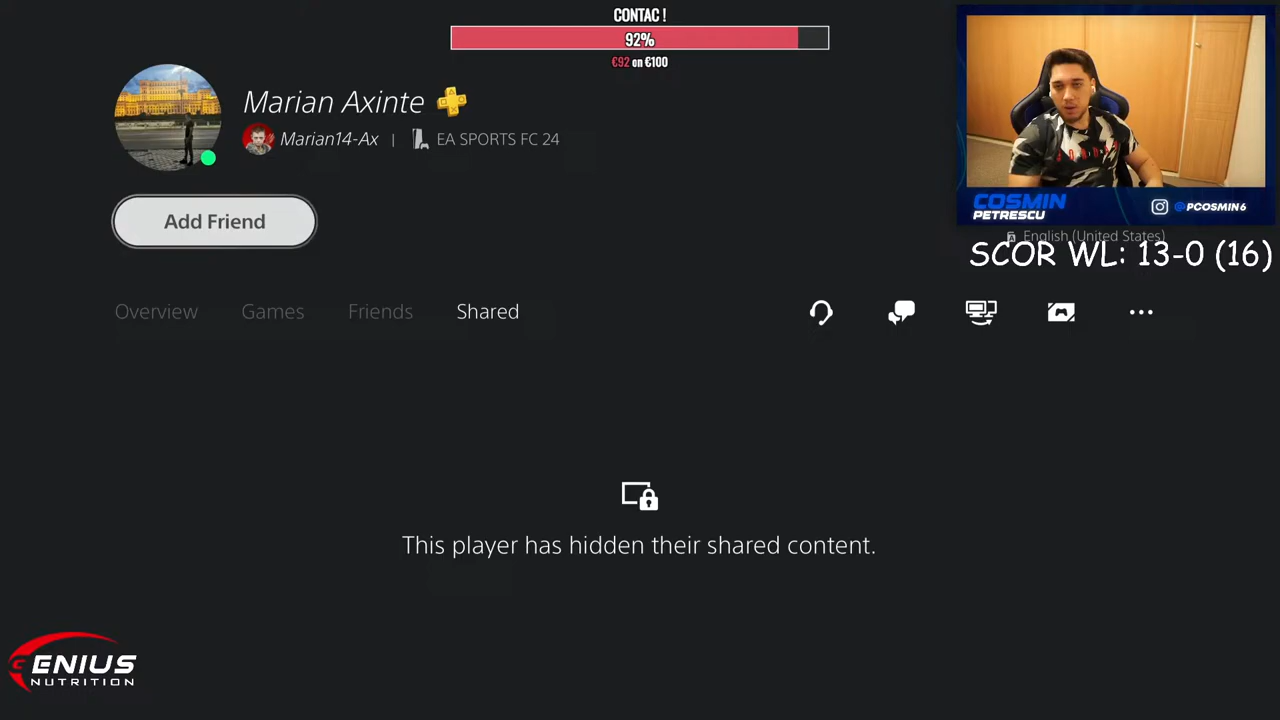 CONTAC !
92%
€92 on €100
Marian Axinte
Marian14-Ax | EA SPORTS FC 24
Add Friend
COSMIN
PETRESCU
@PCOSMIN6
English (United States)
SCOR WL: 13-0 (16)
Overview Games Friends Shared
This player has hidden their shared content.
GENIUS
NUTRITION